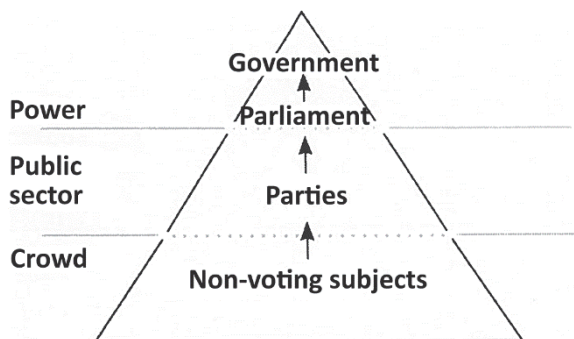 Government
Power
Parliament
Public
sector
Parties
Crowd
Non-voting subjects